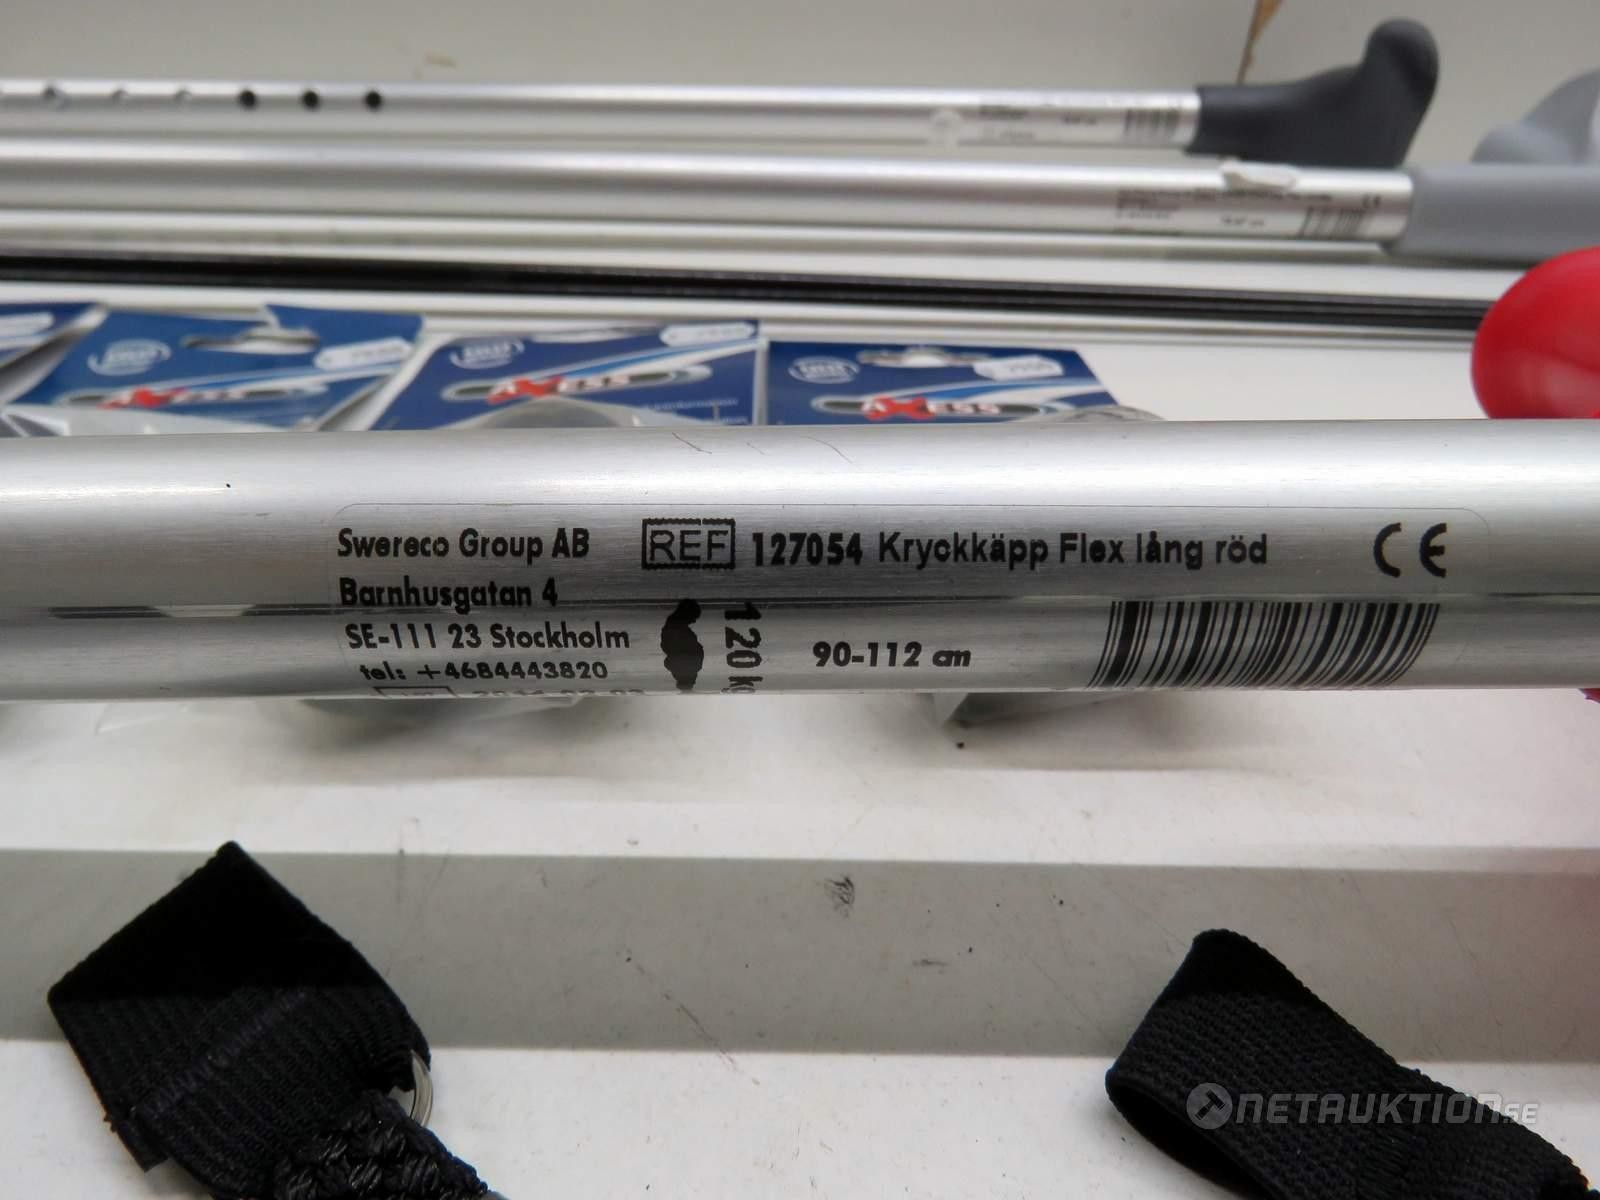 AXESS
AXESS
AXESS
Swereco Group AB
REF 127054 Kryckkäpp Flex lång röd
CE
Barnhusgatan 4
SE-111 23 Stockholm
120 kg
90-112 cm
tel: +4684443820
NETAUKTION.SE